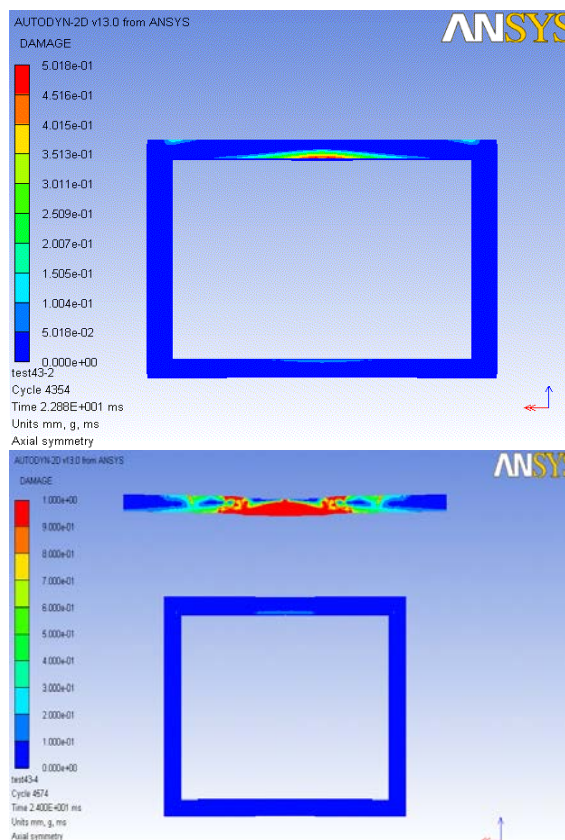 AUTODYN-2D v13.0 from ANSYS
ANSYS
DAMAGE
5.018e-01
4.516e-01
4.015e-01
3.513e-01
3.011e-01
2.509e-01
2.007e-01
1.505e-01
1.004e-01
5.018e-02
0.000e+00
test43-2
Cycle 4354
Time 2.288E+001 ms
Units mm, g, ms
Axial symmetry
AUTODYN-2D v13.0 from ANSYS
ANSYS
DAMAGE
1.000e+00
9.000e-01
8.000e-01
7.000e-01
6.000e-01
5.000e-01
4.000e-01
3.000e-01
2.000e-01
1.000e-01
0.000e+00
test43-4
Cycle 4574
Time 2.400E+001 ms
Units mm, g, ms
Axial symmetry